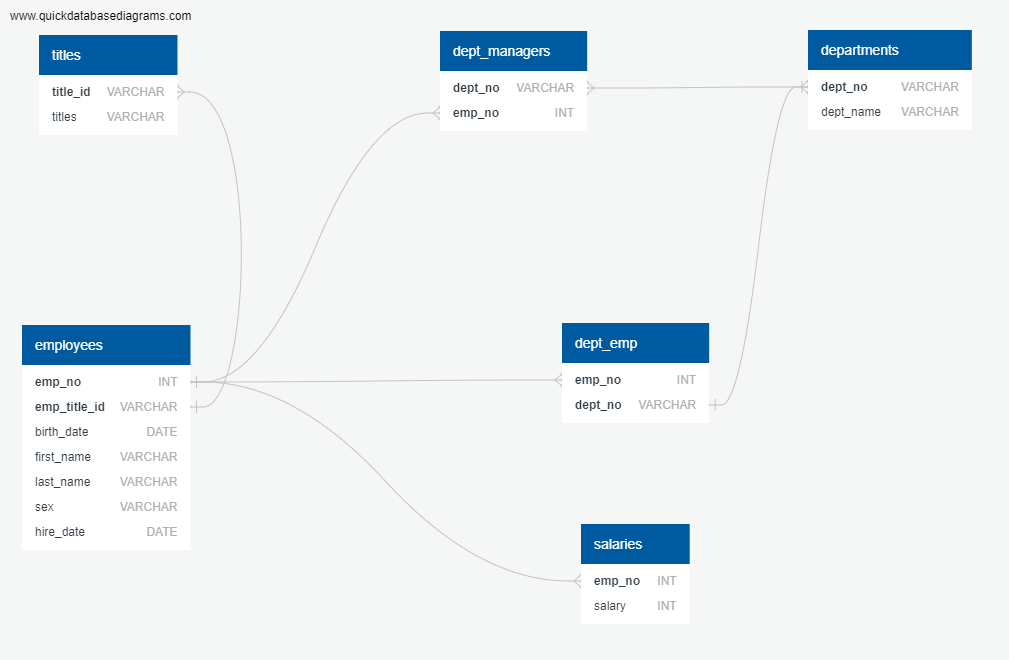 www.quickdatabasediagrams.com
titles
title_id VARCHAR
titles VARCHAR
dept_managers
dept_no VARCHAR
emp_no INT
departments
dept_no VARCHAR
dept_name VARCHAR
employees
emp_no INT
emp_title_id VARCHAR
birth_date DATE
first_name VARCHAR
last_name VARCHAR
sex VARCHAR
hire_date DATE
dept_emp
emp_no INT
dept_no VARCHAR
salaries
emp_no INT
salary INT